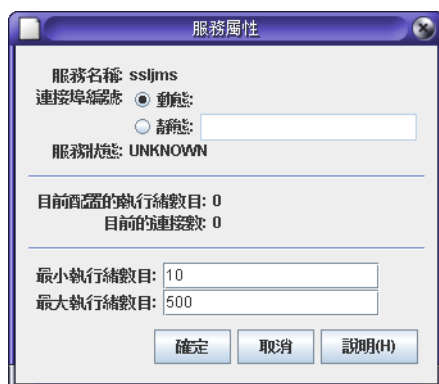 服務屬性
服務名稱: ssljms
連接埠編號: 動態:
靜態:
服務狀態: UNKNOWN
目前配置的執行緒數目: 0
目前的連接數: 0
最小執行緒數目: 10
最大執行緒數目: 500
確定 取消 說明(H)